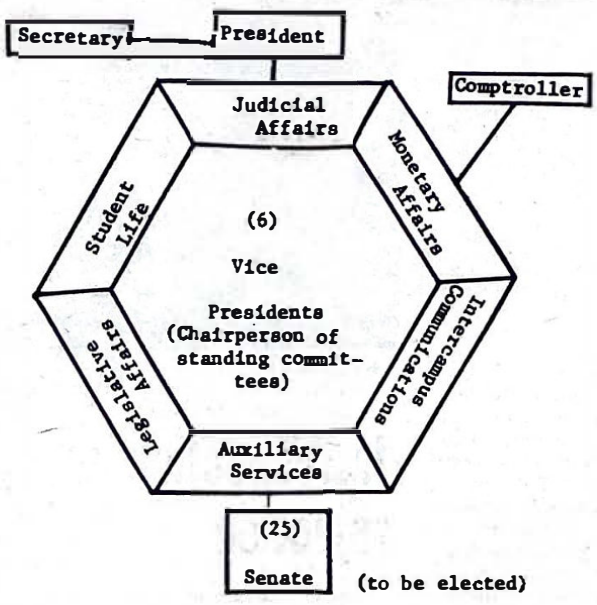 Secretary
President
Comptroller
Judicial
Affairs
Monetary
Affairs
Student
Life
(6)
Vice
Presidents
(Chairperson of
standing commit-
tees)
Intercampus
Communications
Legislative
Affairs
Auxiliary
Services
(25)
Senate
(to be elected)